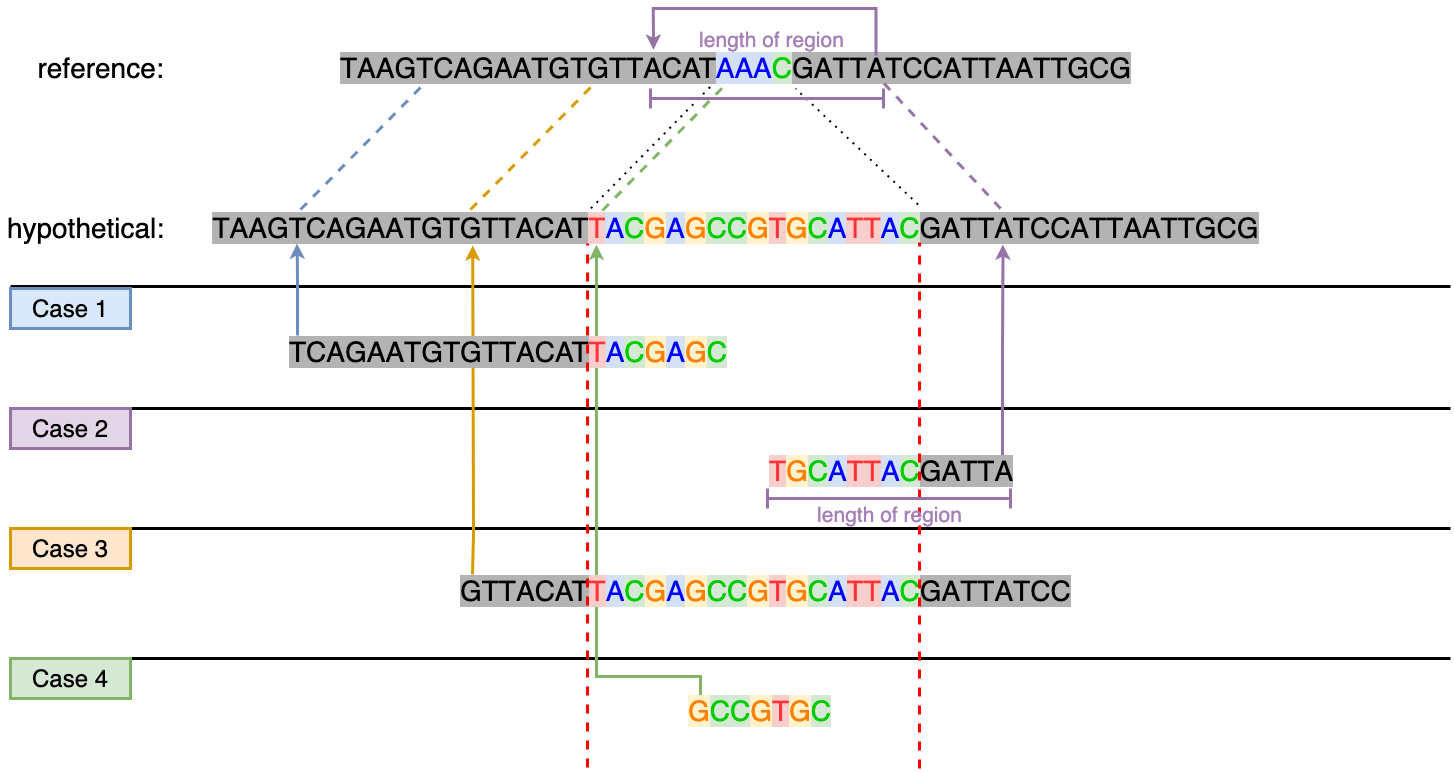 length of region
reference: TAAGTCAGAATGTGTTACATAAACGATTATCCATTAATTGCG
hypothetical: TAAGTCAGAATGTGTTACATTACGAGCCGTGCATTACGATTATCCATTAATTGCG
Case 1
TCAGAATGTGTTACATTACGAGC
Case 2
TGCATTACGATTA
length of region
Case 3
GTTACATTACGAGCCGTGCATTACGATTATCC
Case 4
GCCGTGC